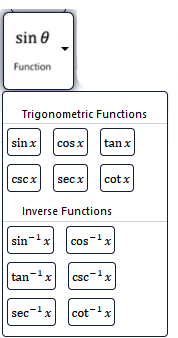 sin θ
Function
Trigonometric Functions
sin x cos x tan x
csc x sec x cot x
Inverse Functions
sin⁻¹ x cos⁻¹ x
tan⁻¹ x csc⁻¹ x
sec⁻¹ x cot⁻¹ x